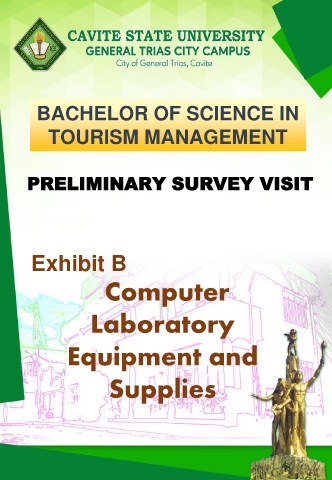 CAVITE STATE UNIVERSITY
GENERAL TRIAS CITY CAMPUS
City of General Trias, Cavite
BACHELOR OF SCIENCE IN
TOURISM MANAGEMENT
PRELIMINARY SURVEY VISIT
Exhibit B
Computer
Laboratory
Equipment and
Supplies